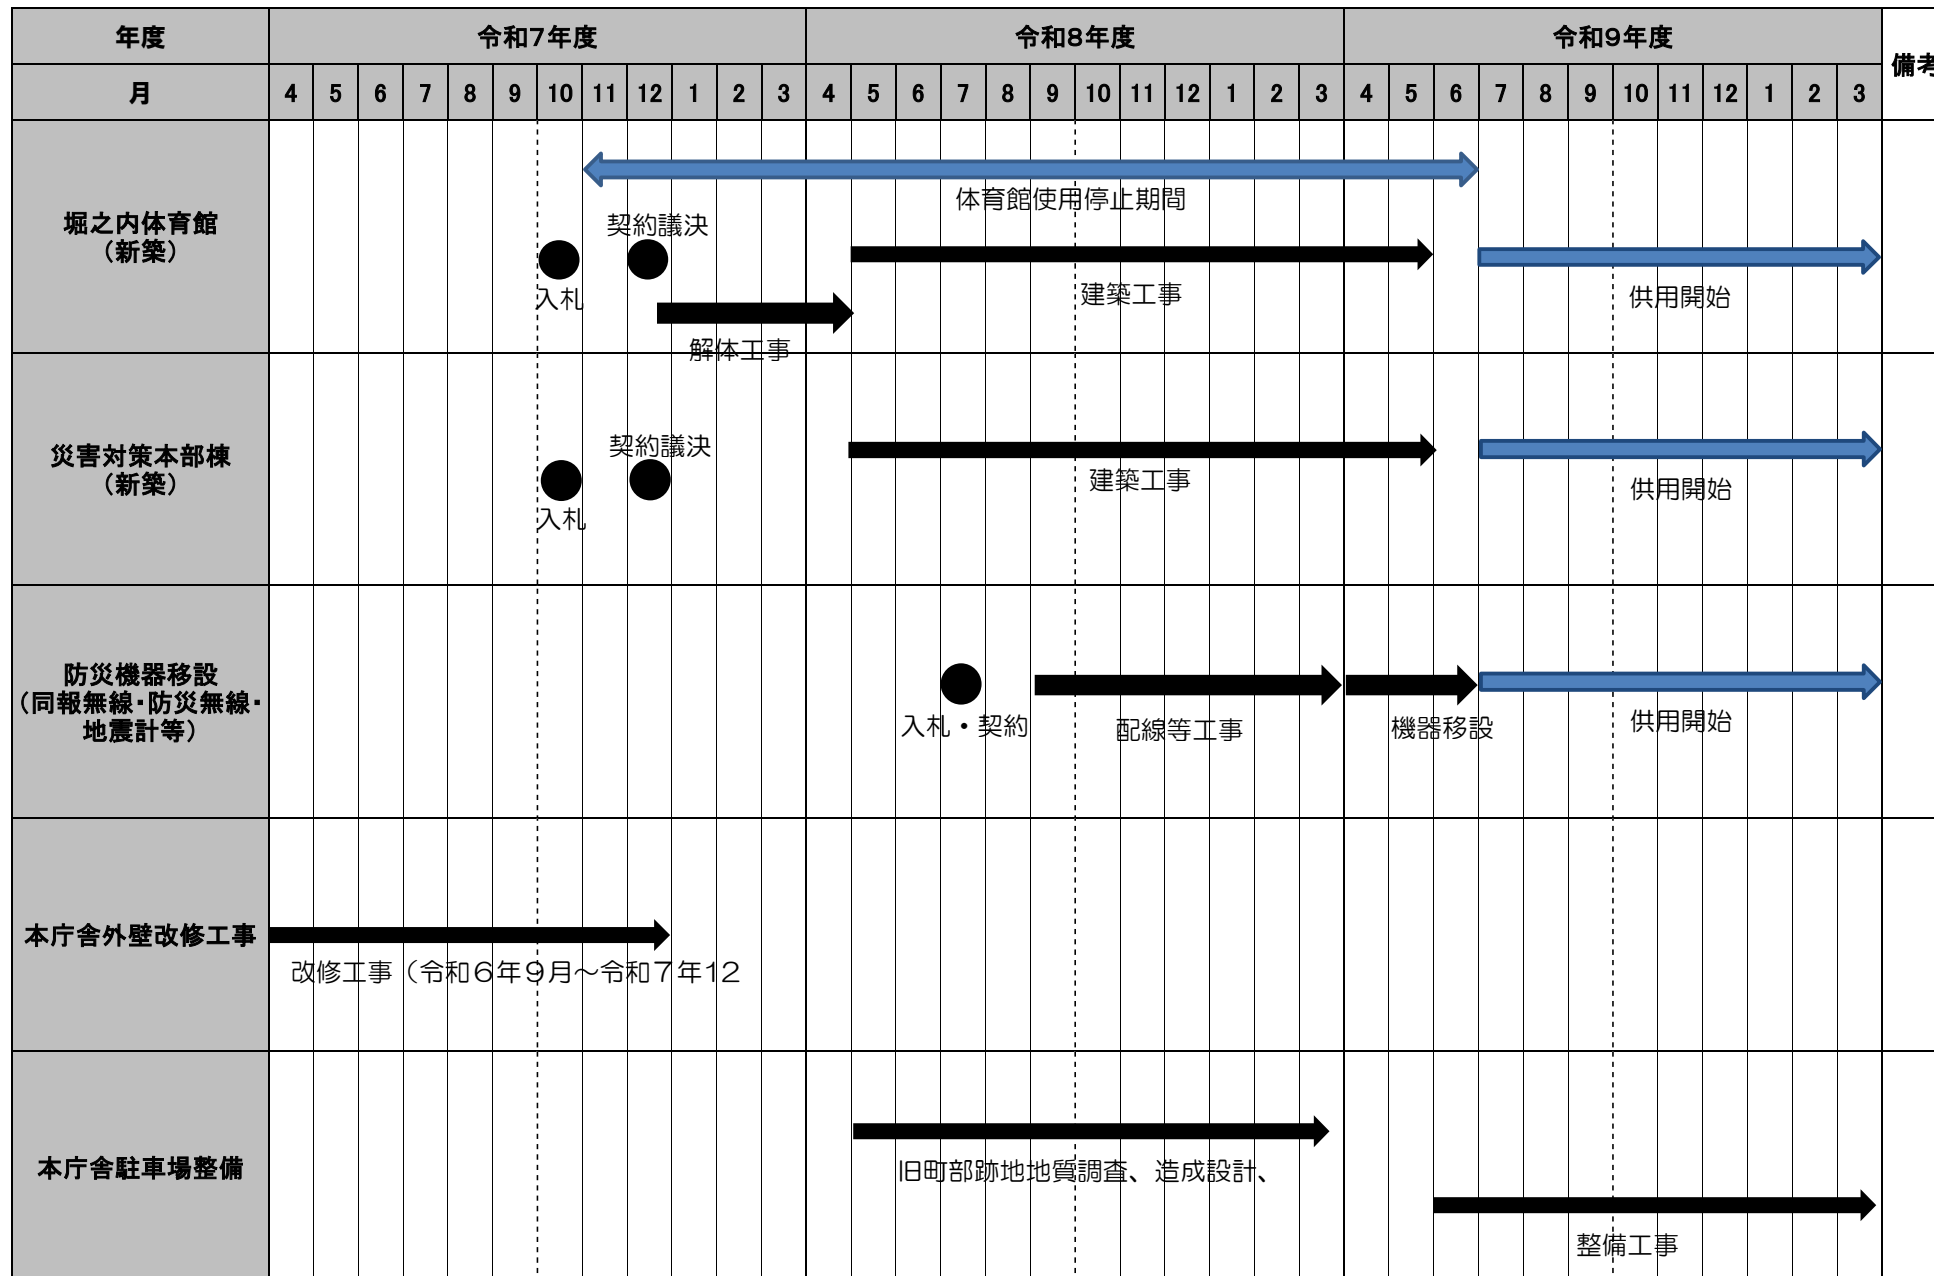 年度 令和7年度 令和8年度 令和9年度 備考
月 4 5 6 7 8 9 10 11 12 1 2 3 4 5 6 7 8 9 10 11 12 1 2 3 4 5 6 7 8 9 10 11 12 1 2 3
体育館使用停止期間
堀之内体育館
（新築）
契約議決
入札
建築工事
供用開始
解体工事
災害対策本部棟
（新築）
契約議決
入札
建築工事
供用開始
防災機器移設
（同報無線・防災無線・
地震計等）
入札・契約
配線等工事
機器移設
供用開始
本庁舎外壁改修工事
改修工事（令和６年９月～令和７年12
本庁舎駐車場整備
旧町部跡地地質調査、造成設計、
整備工事